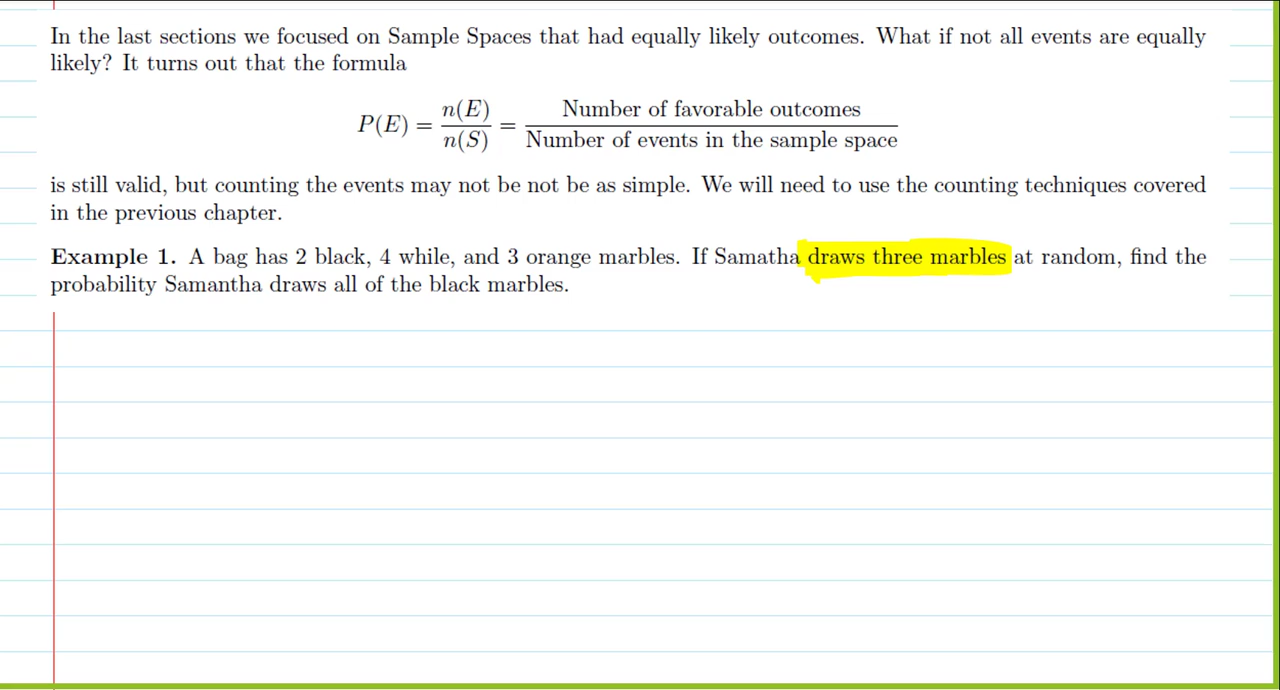 In the last sections we focused on Sample Spaces that had equally likely outcomes. What if not all events are equally
likely? It turns out that the formula
P(E) = n(E)/n(S) = Number of favorable outcomes/Number of events in the sample space
is still valid, but counting the events may not be not be as simple. We will need to use the counting techniques covered
in the previous chapter.
Example 1. A bag has 2 black, 4 while, and 3 orange marbles. If Samatha draws three marbles at random, find the
probability Samantha draws all of the black marbles.